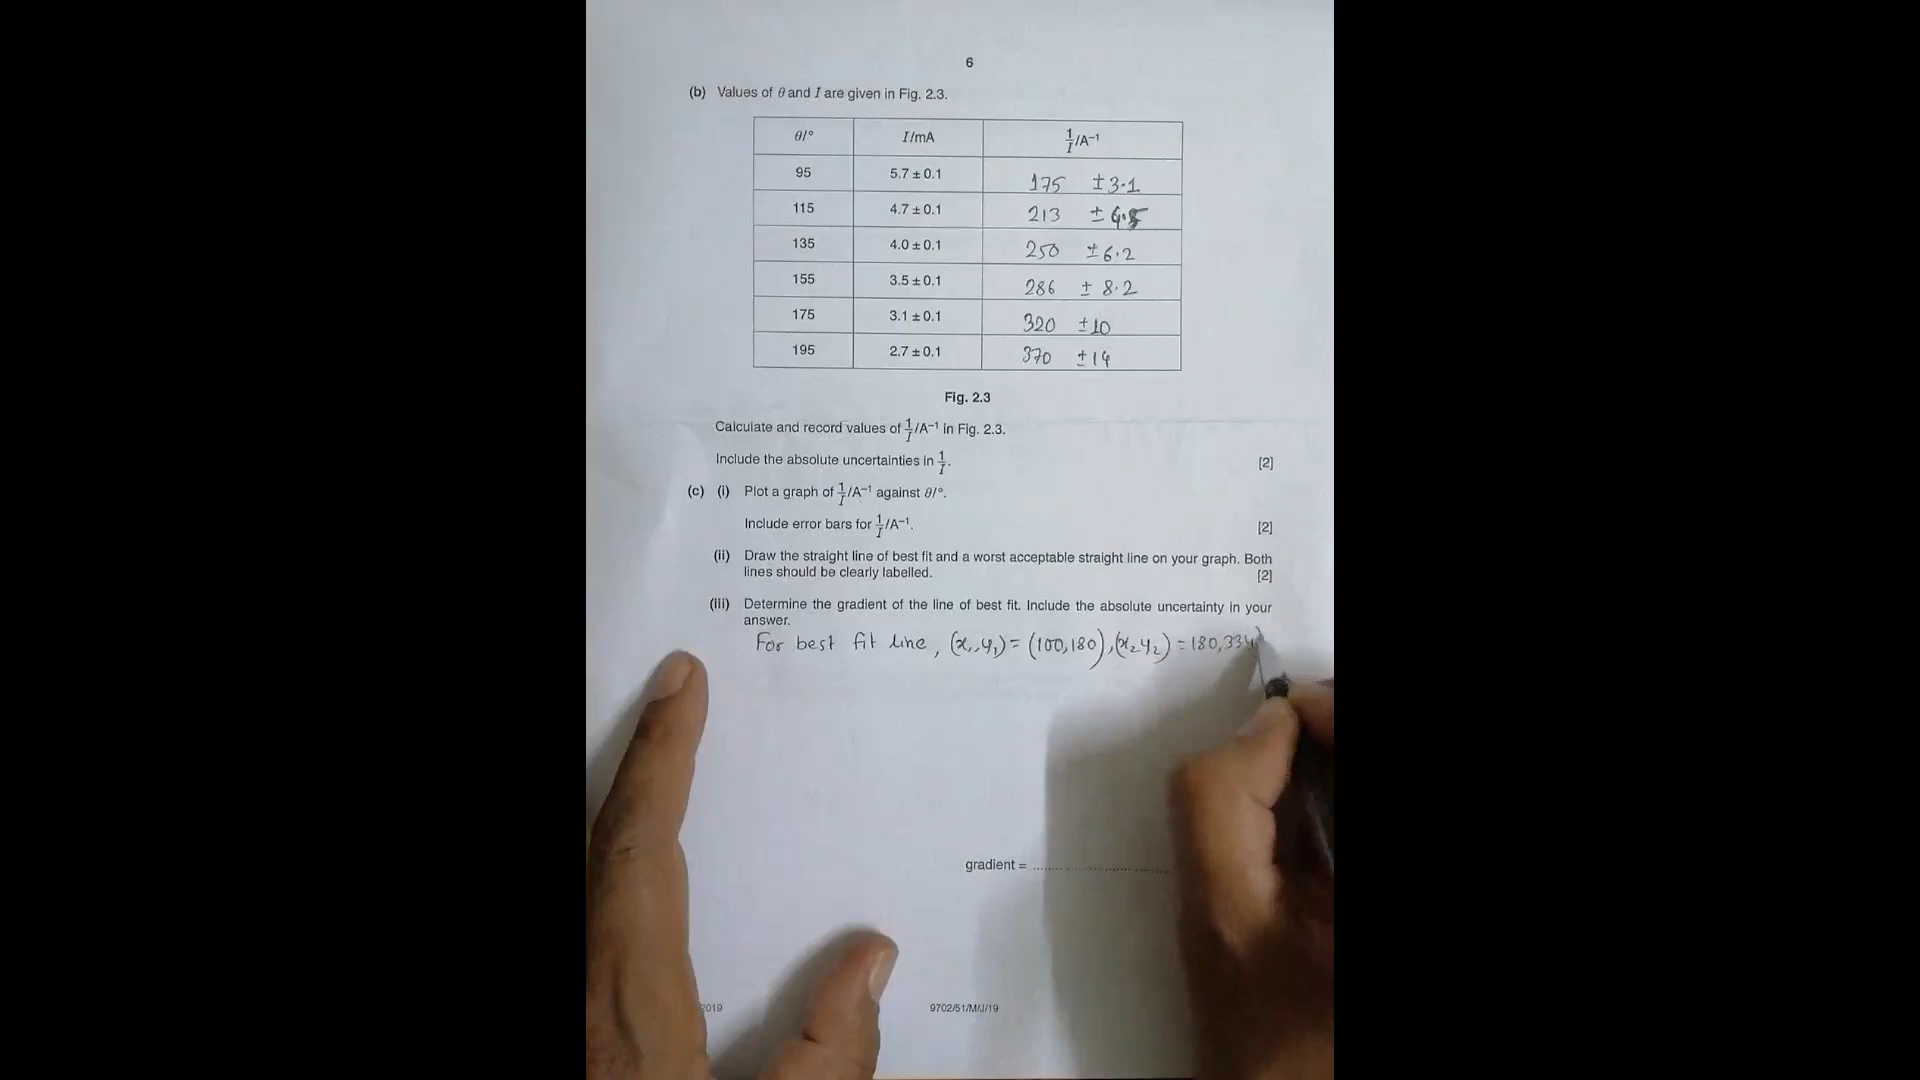 6
(b) Values of θ and I are given in Fig. 2.3.
θ/° I/mA 1/I /A⁻¹
95 5.7 ± 0.1 175 ± 3.1
115 4.7 ± 0.1 213 ±
135 4.0 ± 0.1 250 ± 6.2
155 3.5 ± 0.1 286 ± 8.2
175 3.1 ± 0.1 320 ± 10
195 2.7 ± 0.1 370 ± 14
Fig. 2.3
Calculate and record values of 1/I /A⁻¹ in Fig. 2.3.
Include the absolute uncertainties in 1/I. [2]
(c) (i) Plot a graph of 1/I /A⁻¹ against θ/°.
Include error bars for 1/I /A⁻¹. [2]
(ii) Draw the straight line of best fit and a worst acceptable straight line on your graph. Both
lines should be clearly labelled. [2]
(iii) Determine the gradient of the line of best fit. Include the absolute uncertainty in your
answer.
For best fit line, (x₁, y₁) = (100,180), (x₂ y₂) = 180,334)
gradient = ........................................
2019 9702/51/M/J/19